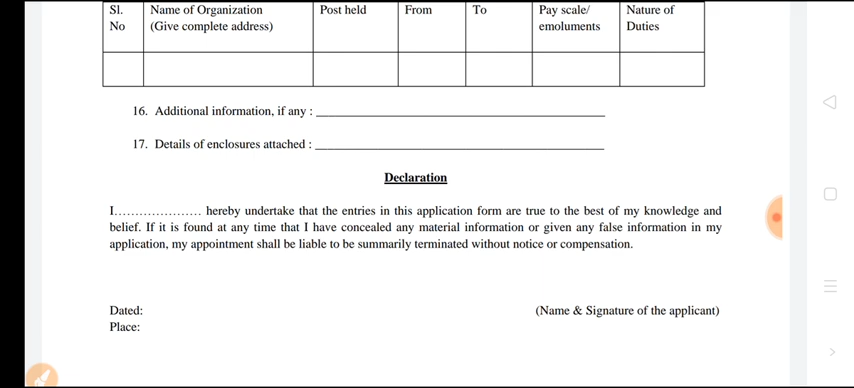 Sl. No Name of Organization (Give complete address) Post held From To Pay scale/ emoluments Nature of Duties
16. Additional information, if any : ____________________
17. Details of enclosures attached : ____________________
Declaration
I………………… hereby undertake that the entries in this application form are true to the best of my knowledge and
belief. If it is found at any time that I have concealed any material information or given any false information in my
application, my appointment shall be liable to be summarily terminated without notice or compensation.
Dated:
(Name & Signature of the applicant)
Place: